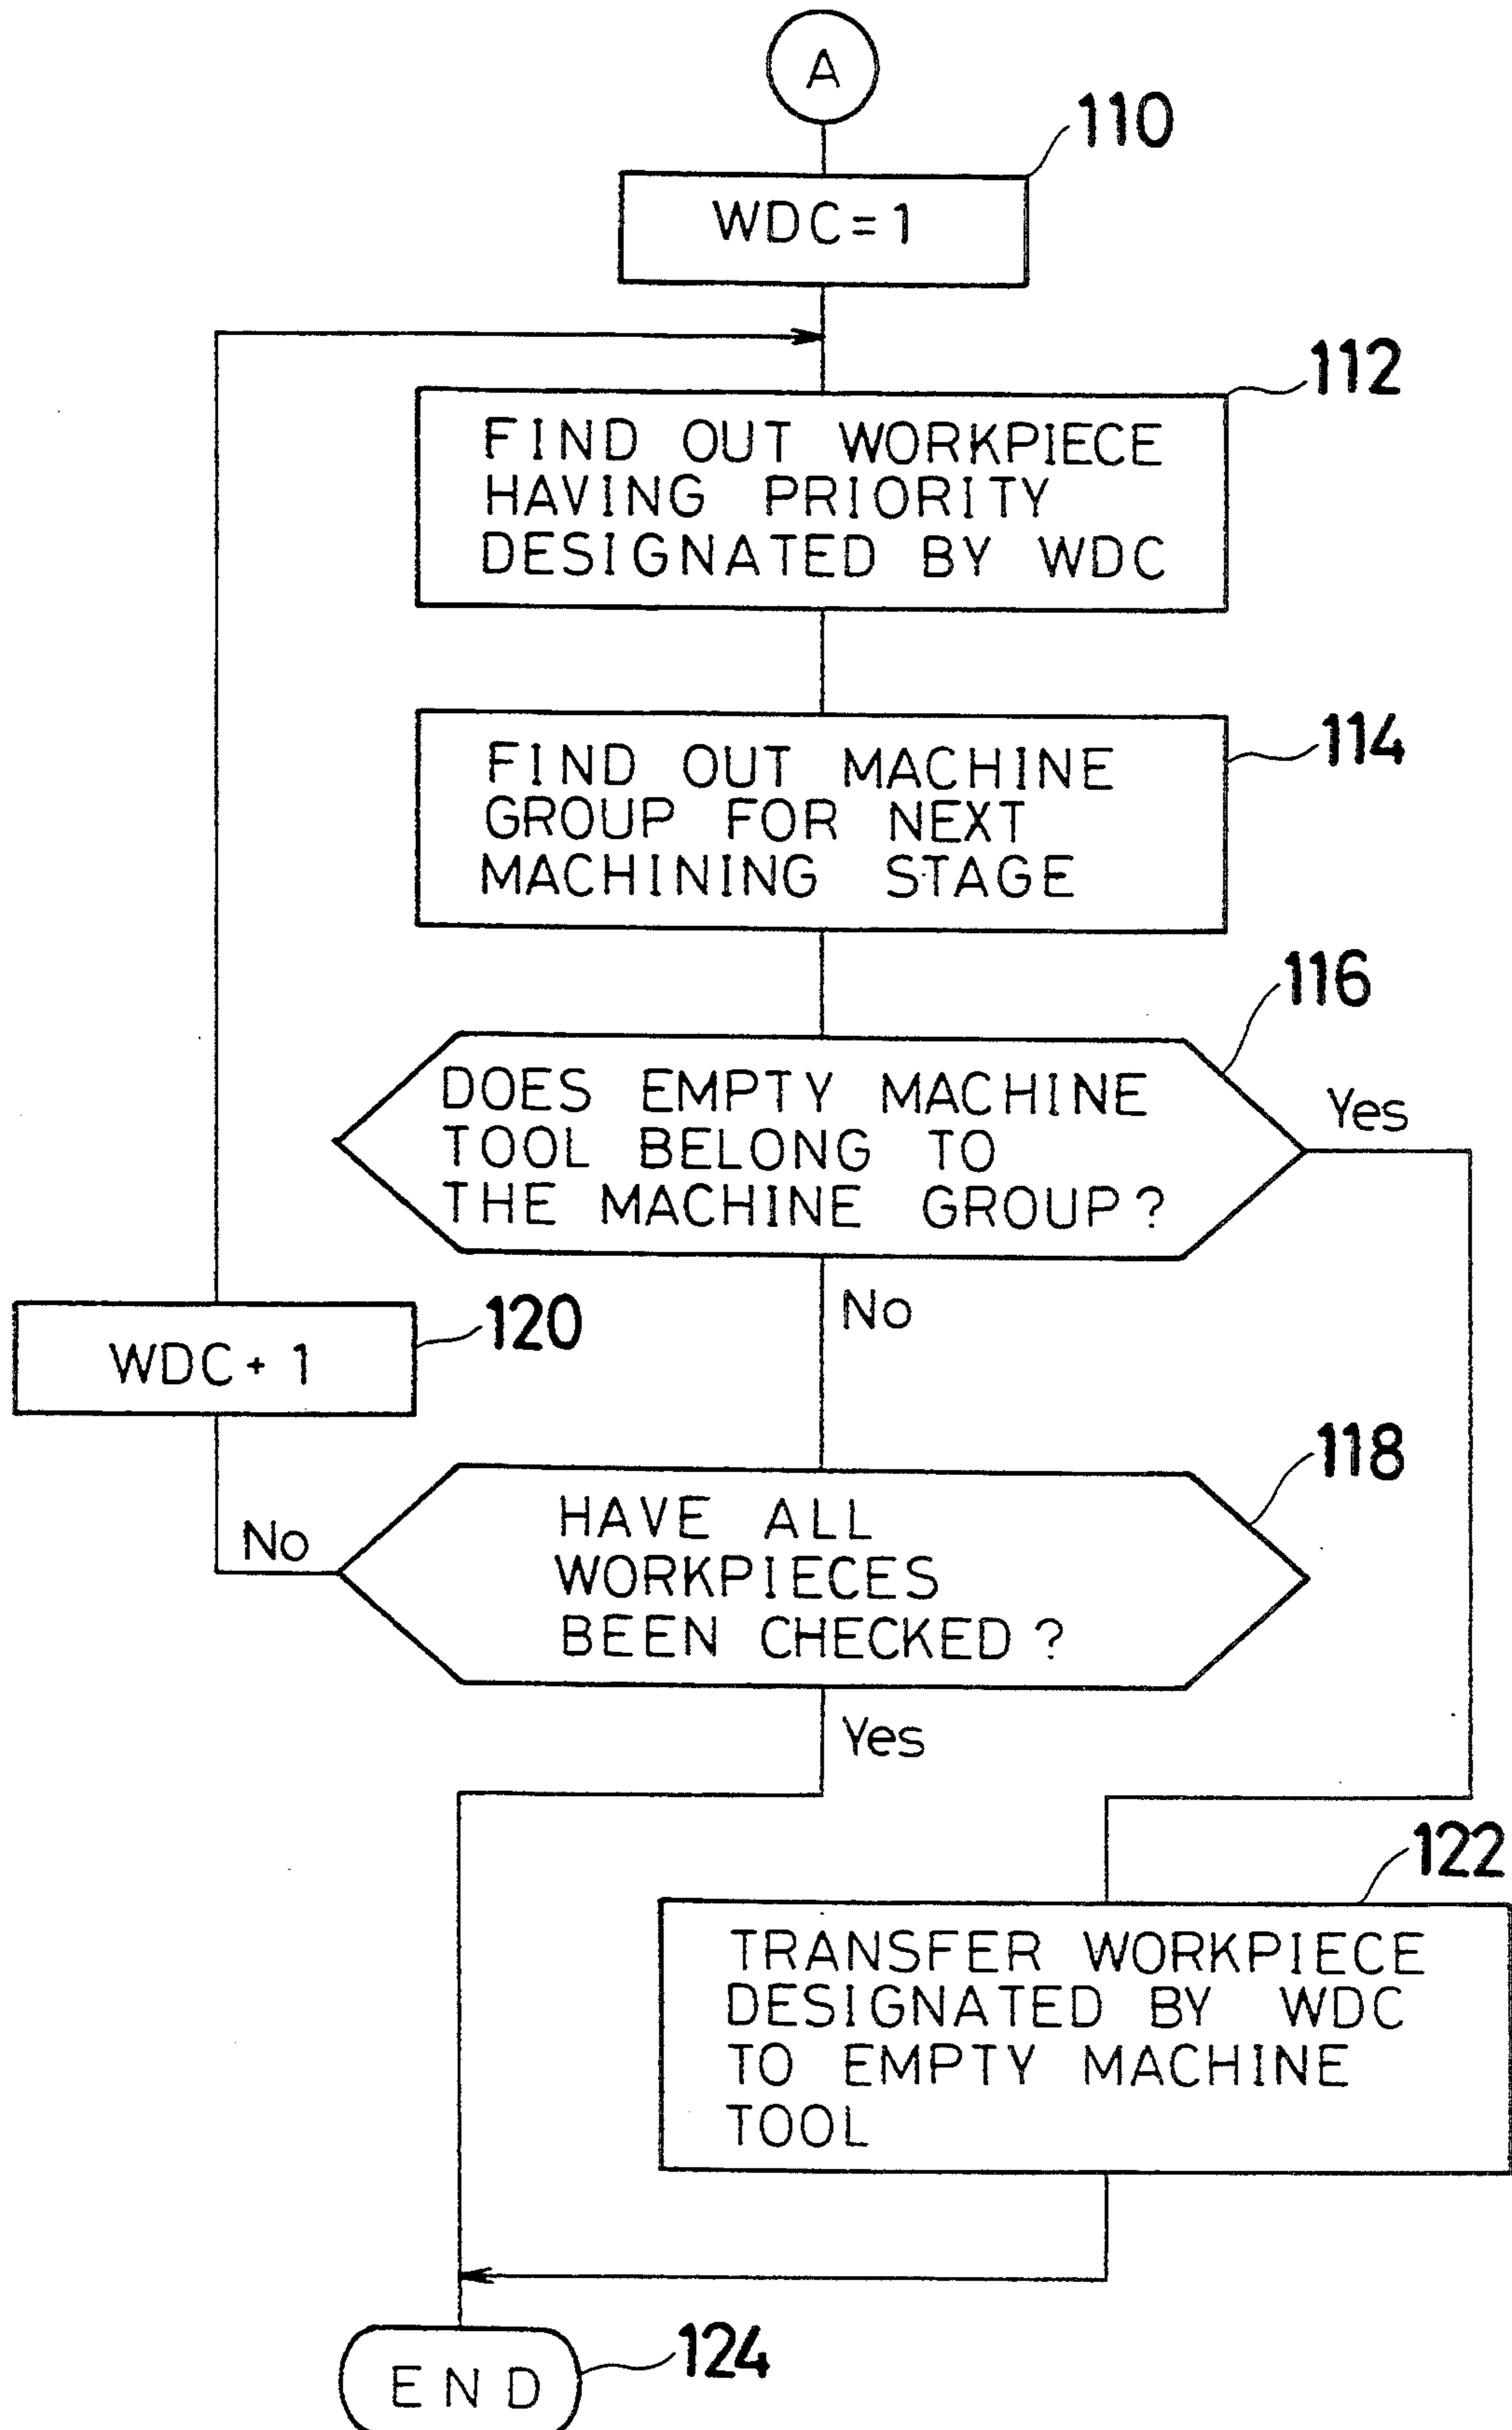 A
110
WDC=1
112
FIND OUT WORKPIECE
HAVING PRIORITY
DESIGNATED BY WDC
114
FIND OUT MACHINE
GROUP FOR NEXT
MACHINING STAGE
116
DOES EMPTY MACHINE
TOOL BELONG TO
THE MACHINE GROUP?
Yes
No
120
WDC+ 1
118
HAVE ALL
WORKPIECES
BEEN CHECKED?
No
Yes
122
TRANSFER WORKPIECE
DESIGNATED BY WDC
TO EMPTY MACHINE
TOOL
END
124